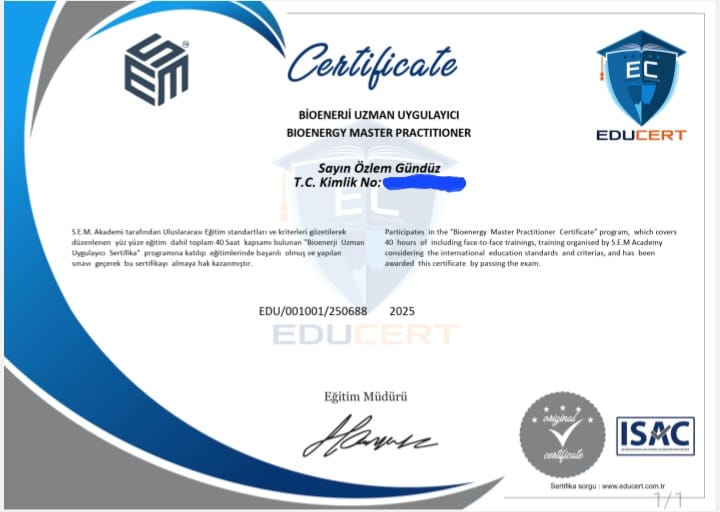 SEM
Certificate
EC
EDUCERT
BİOENERJİ UZMAN UYGULAYICI
BIOENERGY MASTER PRACTITIONER
Sayın Özlem Gündüz
T.C. Kimlik No:
S.E.M. Akademi tarafından Uluslararası Eğitim standartları ve kriterleri gözetilerek
düzenlenen yüz yüze eğitim dahil toplam 40 Saat kapsamı bulunan "Bioenerji Uzman
Uygulayıcı Sertifika" programına katılıp eğitimlerinde başarılı olmuş ve yapılan
sınavı geçerek bu sertifikayı almaya hak kazanmıştır.
Participates in the "Bioenergy Master Practitioner Certificate" program, which covers
40 hours of including face-to-face trainings, training organised by S.E.M Academy
considering the international education standards and criterias, and has been
awarded this certificate by passing the exam.
EC
EDU/001001/250688 2025
EDUCERT
Eğitim Müdürü
original
certificate
ISAC
Sertifika sorgu : www.educert.com.tr
1/1